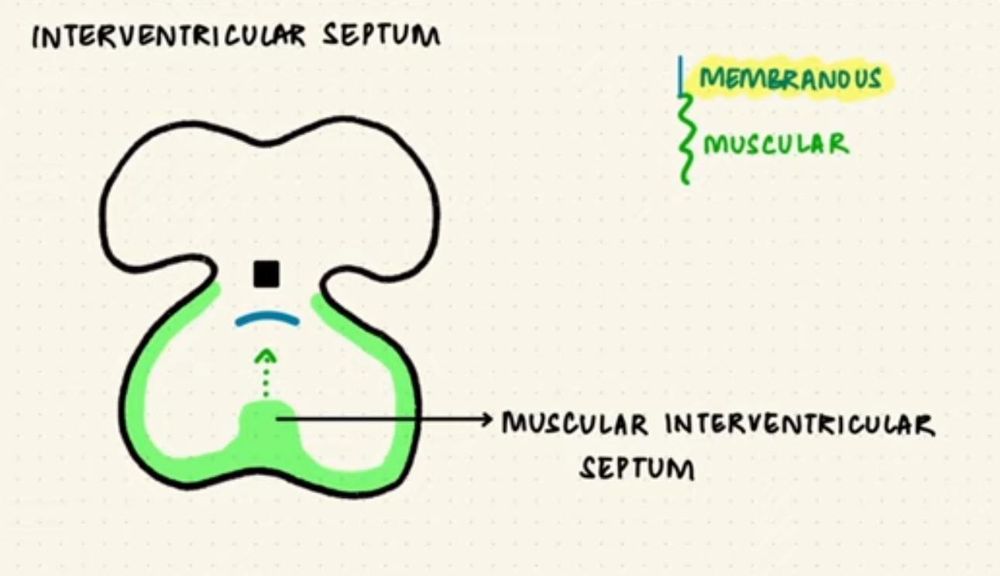 INTERVENTRICULAR SEPTUM
MEMBRANOUS
MUSCULAR
MUSCULAR INTERVENTRICULAR
SEPTUM